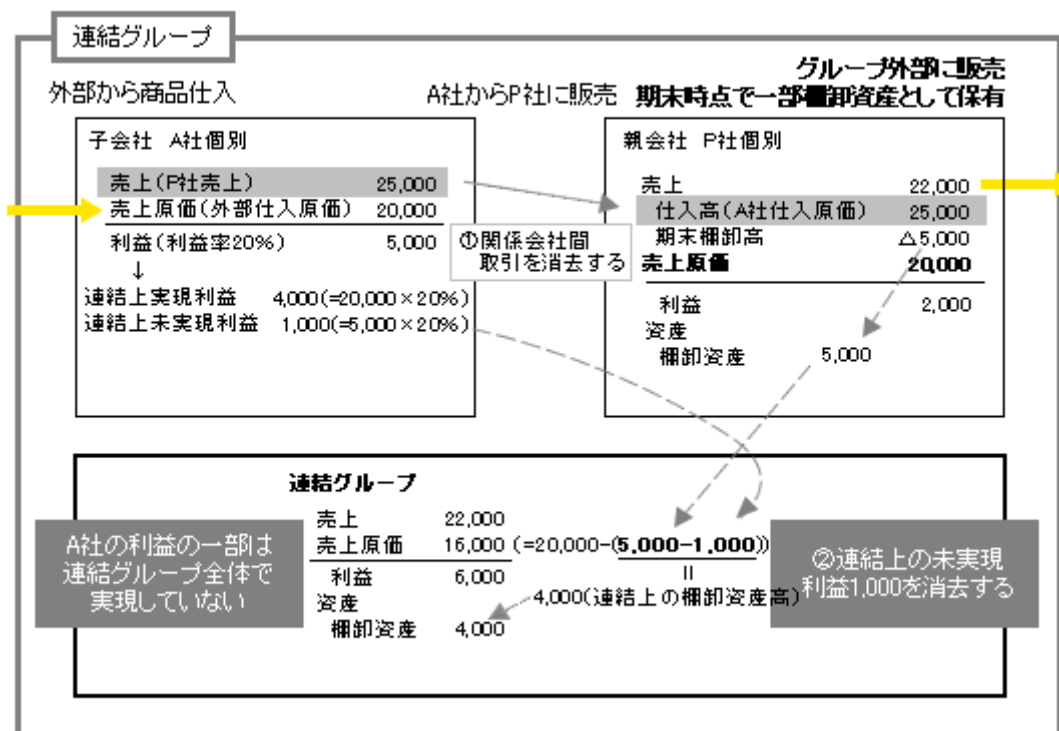 連結グループ
外部から商品仕入
A社からP社に販売
グループ外部に販売
期末時点で一部棚卸資産として保有
子会社 A社個別
売上(P社売上) 25,000
売上原価(外部仕入原価) 20,000
利益(利益率20%) 5,000
↓
連結上実現利益 4,000(=20,000×20%)
連結上未実現利益 1,000(=5,000×20%)
①関係会社間
取引を消去する
親会社 P社個別
売上 22,000
仕入高(A社仕入原価) 25,000
期末棚卸高 △5,000
売上原価 20,000
利益 2,000
資産
棚卸資産 5,000
連結グループ
売上 22,000
売上原価 16,000 (=20,000-(5,000-1,000))
利益 6,000
=
4,000(連結上の棚卸資産高)
資産
棚卸資産 4,000
A社の利益の一部は
連結グループ全体で
実現していない
②連結上の未実現
利益1,000を消去する